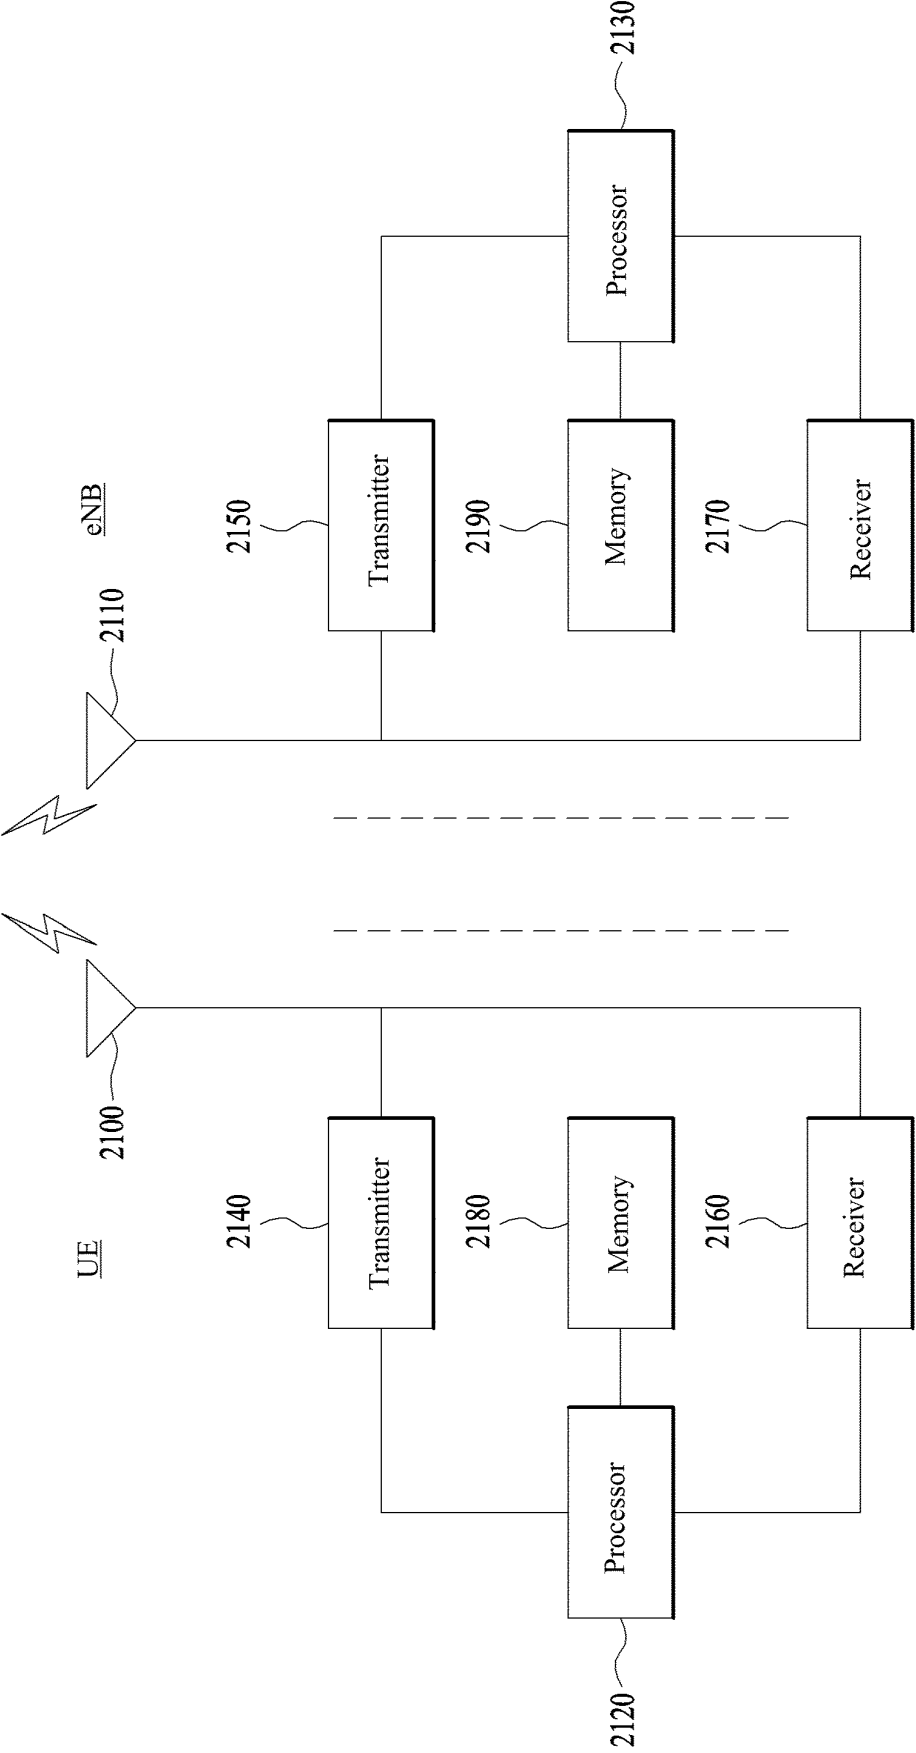 UE
eNB
2100
2110
2140
Transmitter
2150
Transmitter
2120
Processor
2180
Memory
2190
Memory
Processor
2130
2160
Receiver
2170
Receiver